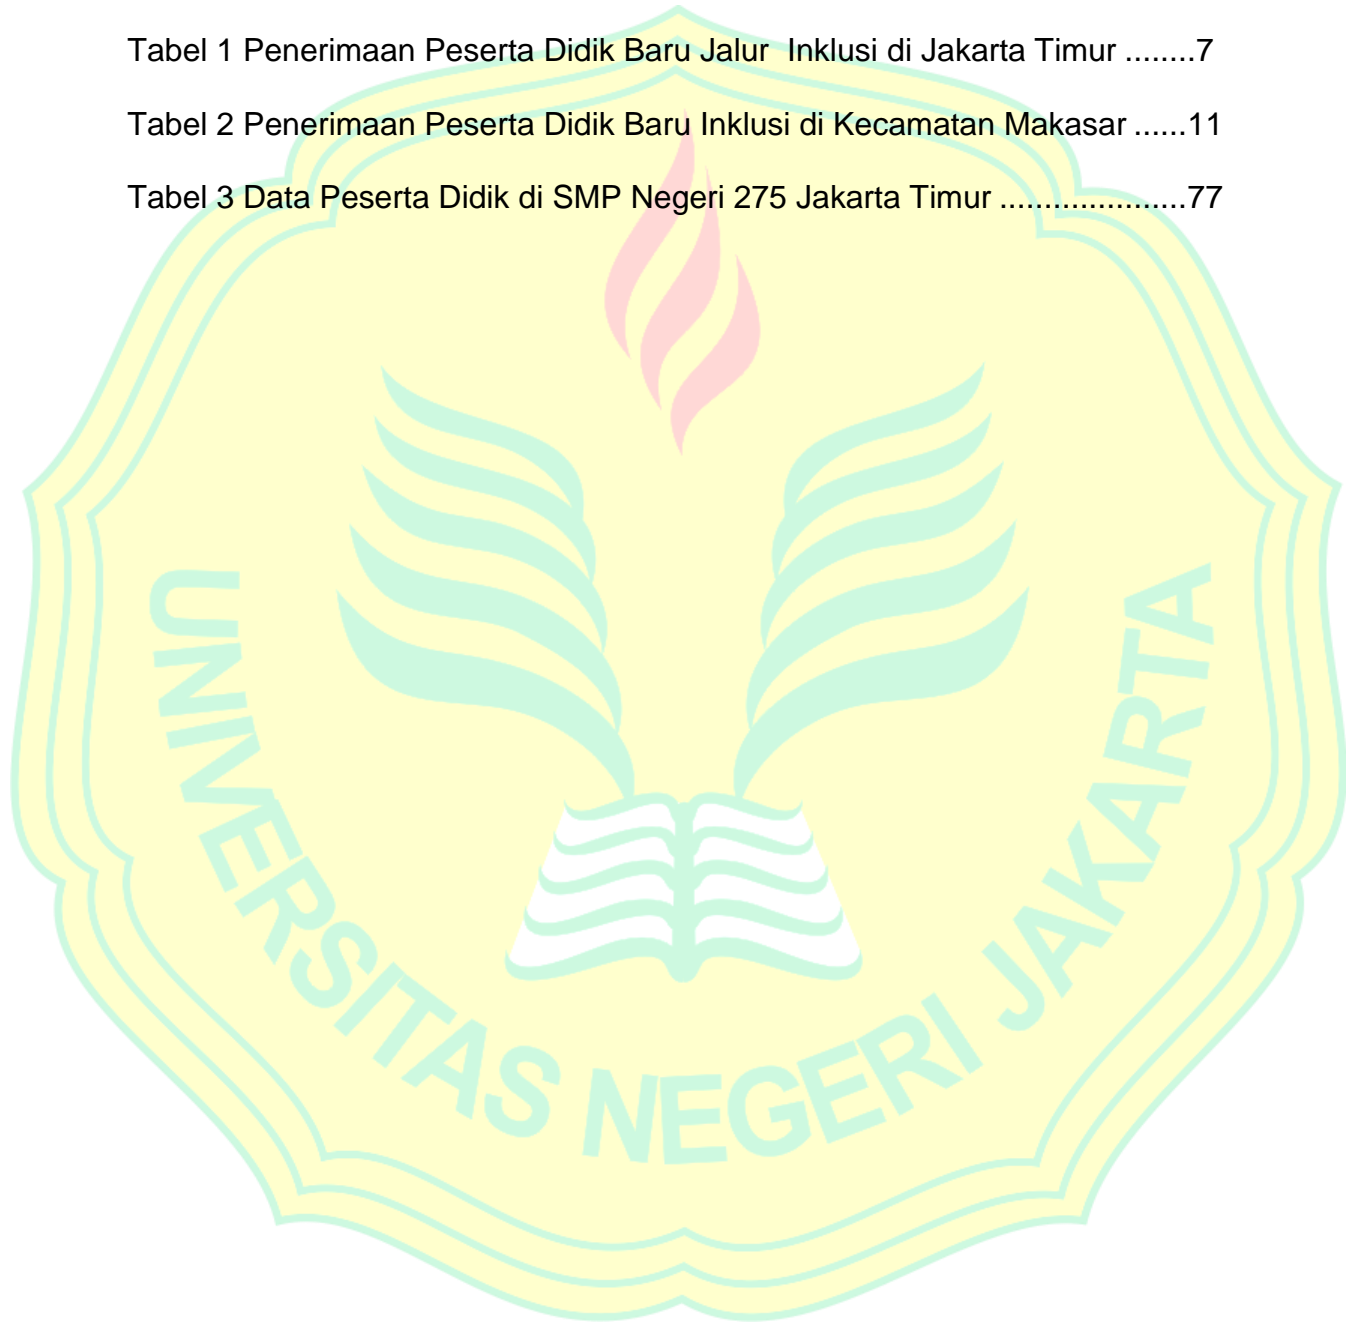 Tabel 1 Penerimaan Peserta Didik Baru Jalur  Inklusi di Jakarta Timur ........7
Tabel 2 Penerimaan Peserta Didik Baru Inklusi di Kecamatan Makasar ......11
Tabel 3 Data Peserta Didik di SMP Negeri 275 Jakarta Timur .....................77
UNIVERSITAS NEGERI JAKARTA